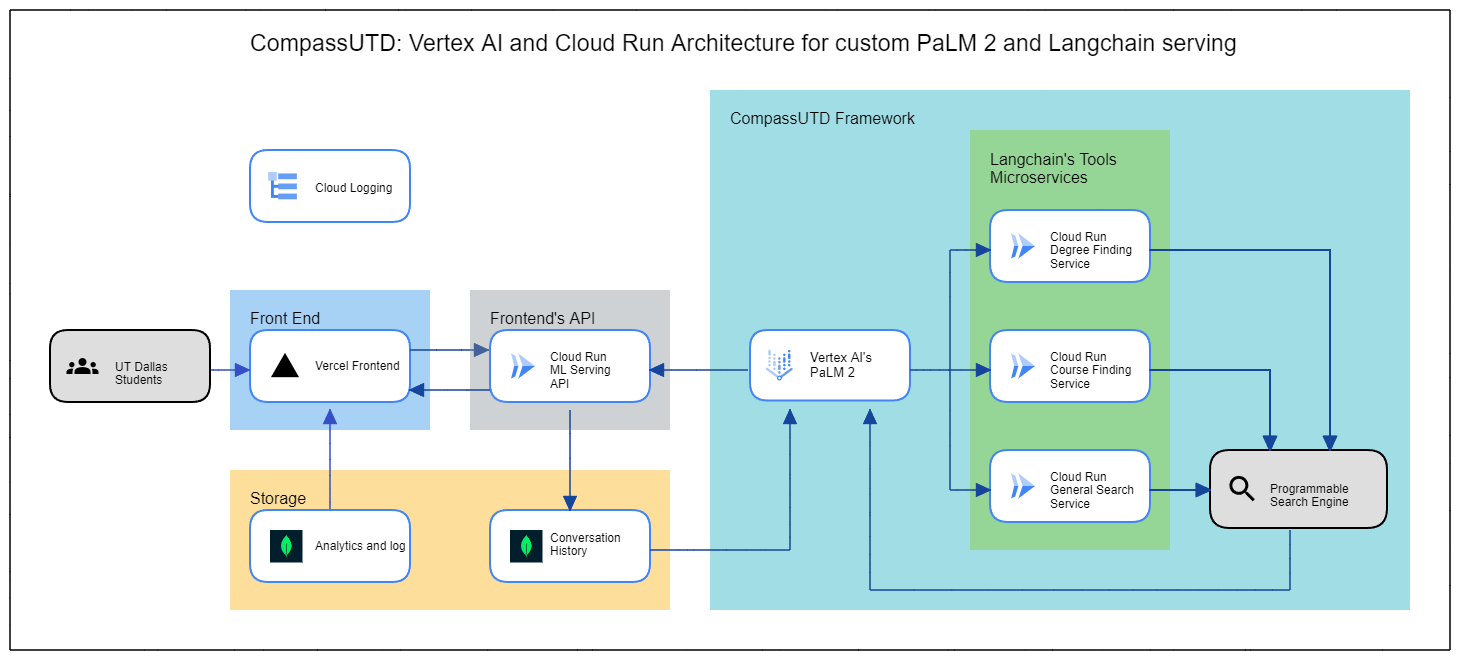 CompassUTD: Vertex AI and Cloud Run Architecture for custom PaLM 2 and Langchain serving
CompassUTD Framework
Langchain's Tools
Microservices
Cloud Logging
Cloud Run
Degree Finding
Service
Front End
Frontend's API
UT Dallas
Students
Vercel Frontend
Cloud Run
ML Serving
API
Vertex AI's
PaLM 2
Cloud Run
Course Finding
Service
Storage
Analytics and log
Conversation
History
Cloud Run
General Search
Service
Programmable
Search Engine